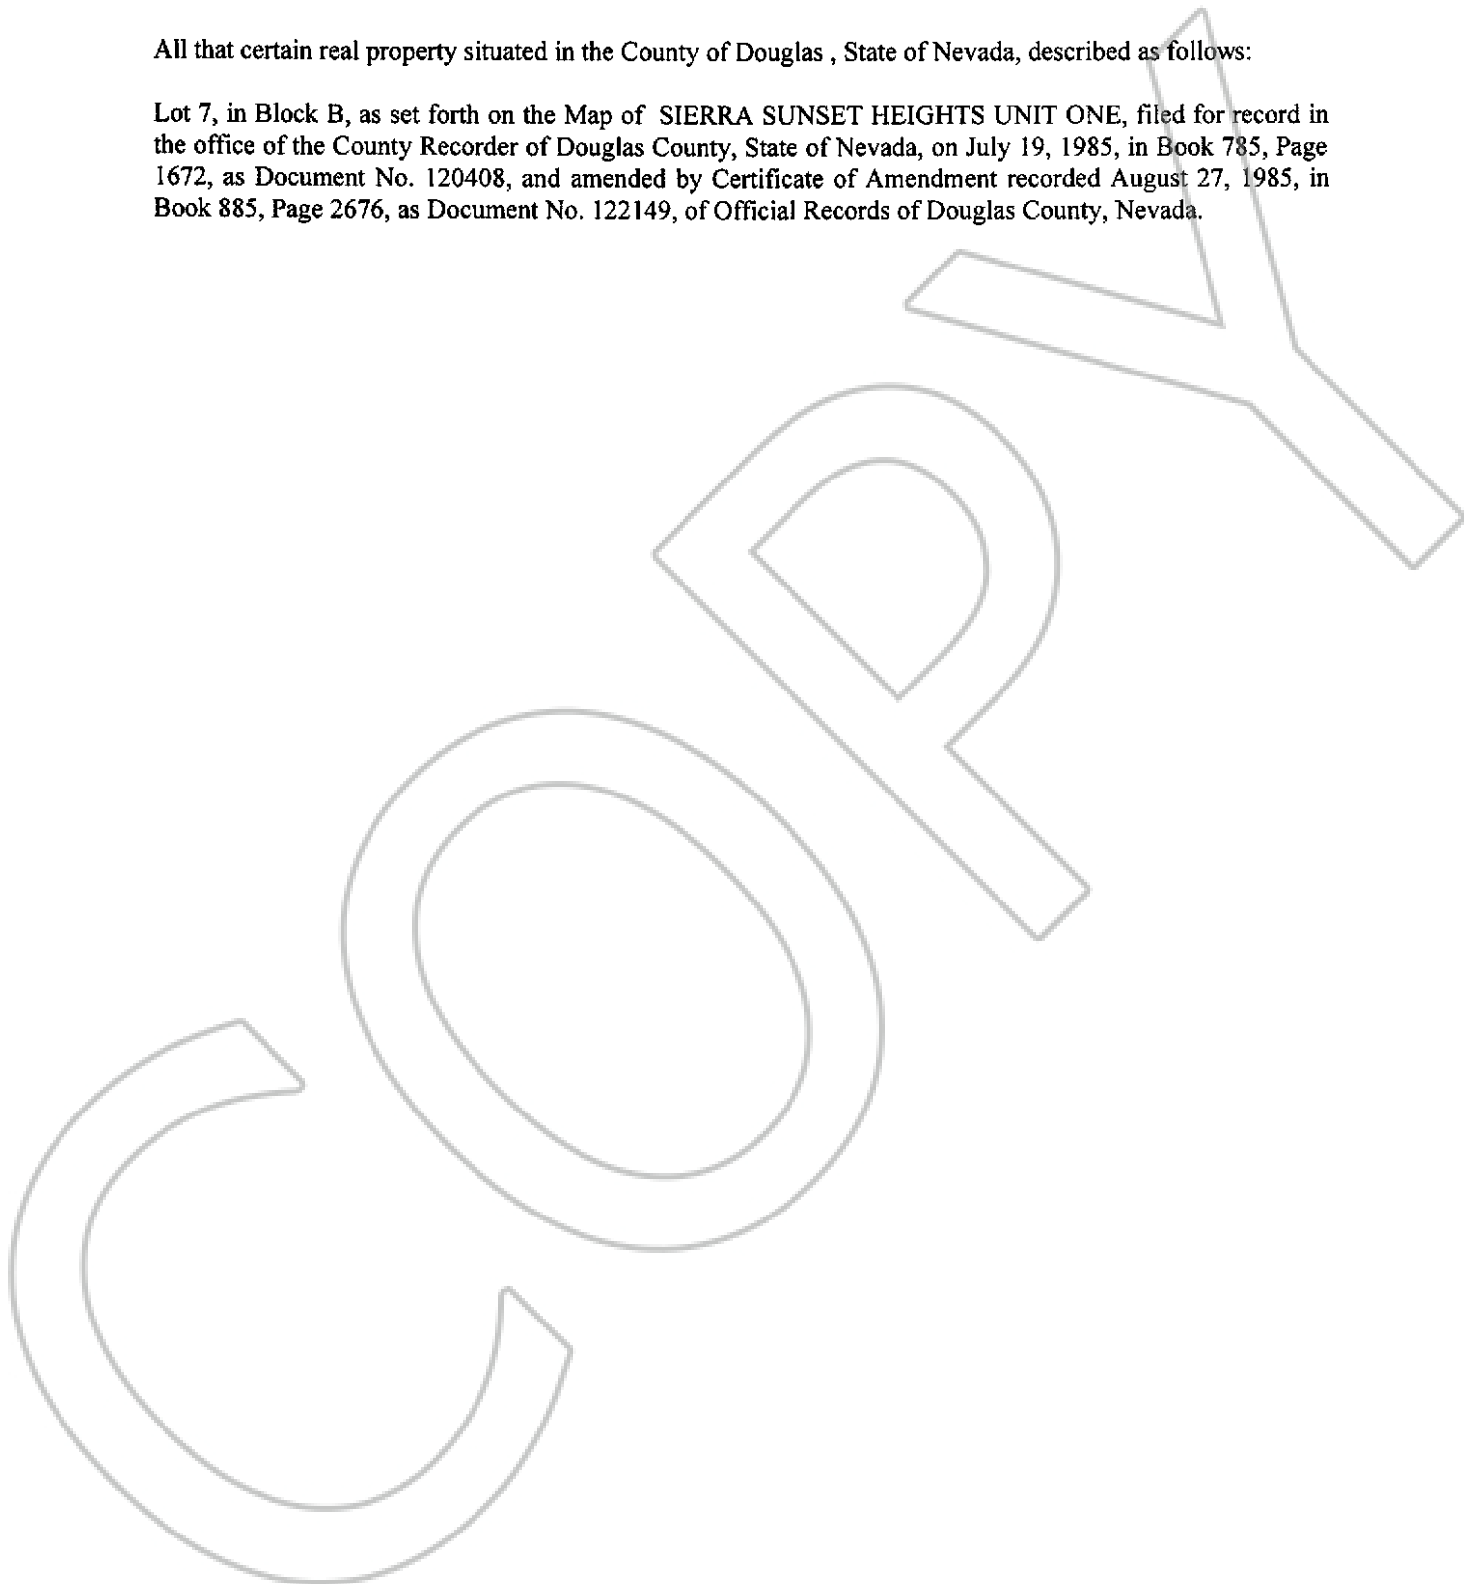 All that certain real property situated in the County of Douglas , State of Nevada, described as follows:
Lot 7, in Block B, as set forth on the Map of SIERRA SUNSET HEIGHTS UNIT ONE, filed for record in
the office of the County Recorder of Douglas County, State of Nevada, on July 19, 1985, in Book 785, Page
1672, as Document No. 120408, and amended by Certificate of Amendment recorded August 27, 1985, in
Book 885, Page 2676, as Document No. 122149, of Official Records of Douglas County, Nevada.
COPY